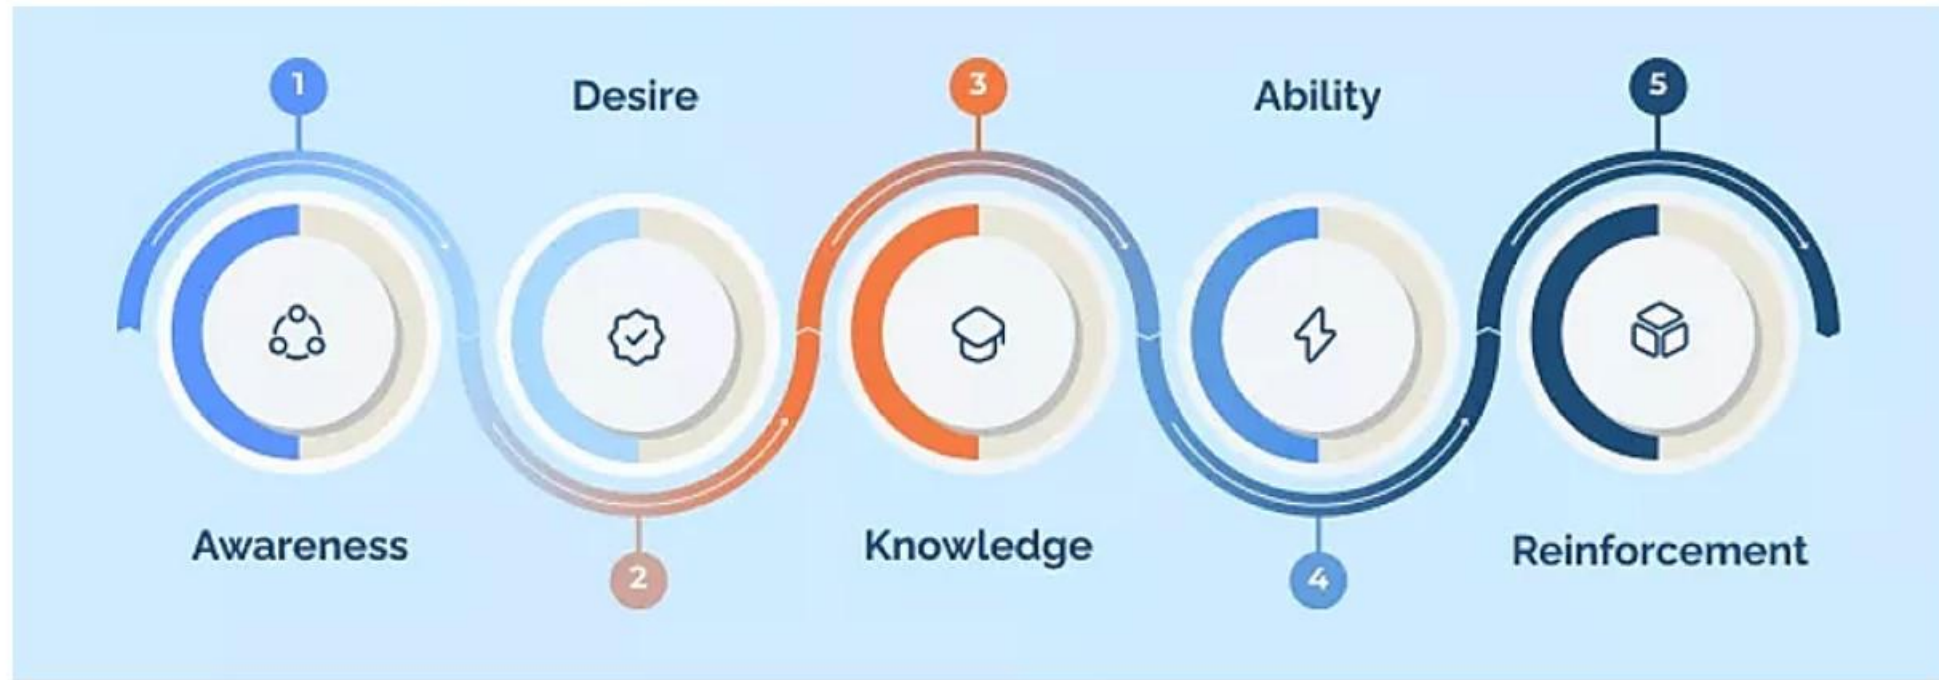 1
Awareness
Desire
2
3
Knowledge
Ability
4
5
Reinforcement